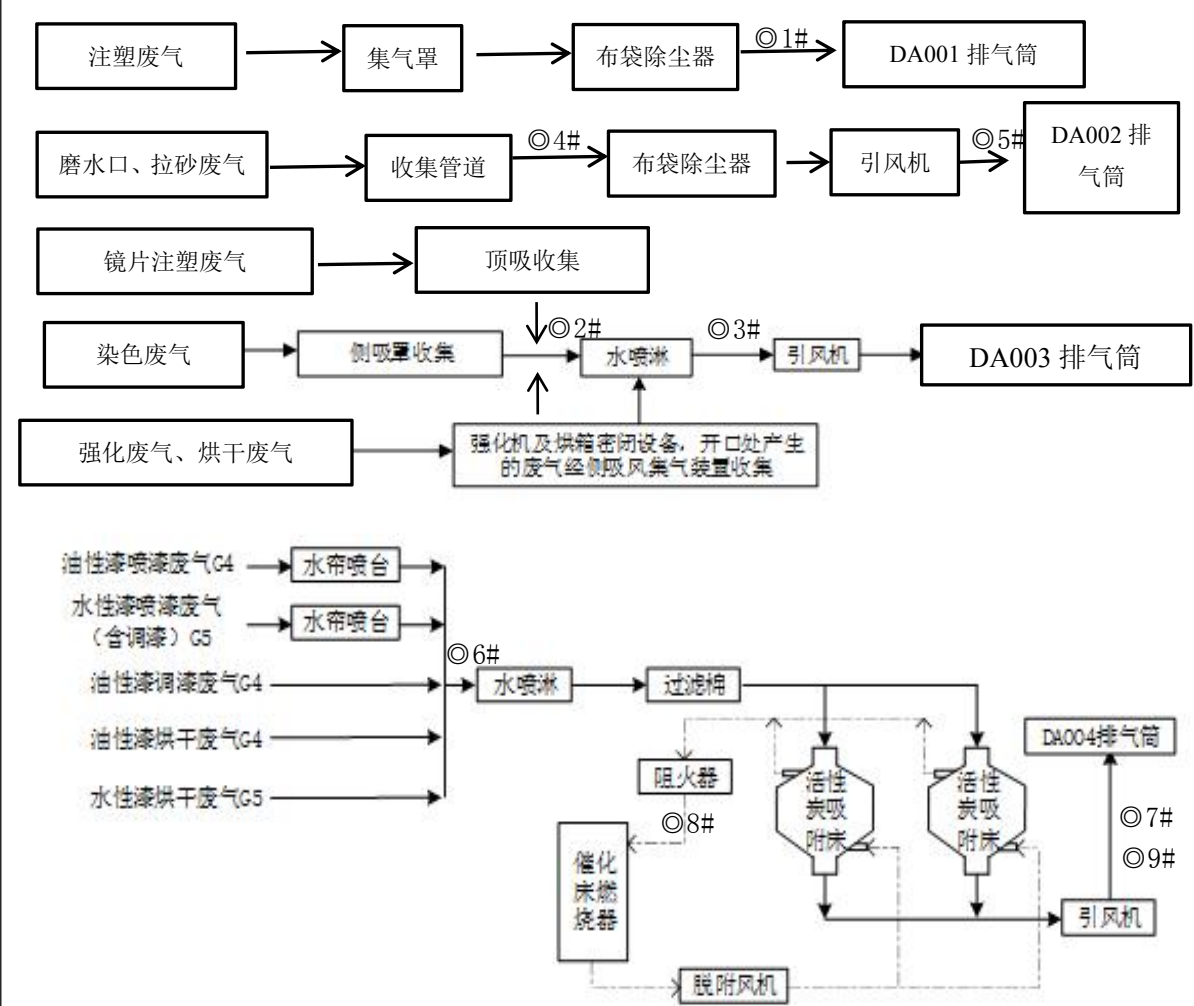 注塑废气
集气罩
布袋除尘器
◎1#
DA001 排气筒
磨水口、拉砂废气
收集管道
◎4#
布袋除尘器
引风机
◎5#
DA002 排
气筒
镜片注塑废气
顶吸收集
染色废气
侧吸罩收集
◎2#
水喷淋
◎3#
引风机
DA003 排气筒
强化废气、烘干废气
强化机及烘箱密闭设备，开口处产生
的废气经侧吸风集气装置收集
油性漆喷漆废气G4
水帘喷台
水性漆喷漆废气
（含调漆）G5
水帘喷台
油性漆调漆废气G4
油性漆烘干废气G4
水性漆烘干废气G5
◎6#
水喷淋
过滤棉
阻火器
◎8#
催化
床燃
烧器
脱附风机
活性
炭吸
附床
活性
炭吸
附床
DA004排气筒
◎7#
◎9#
引风机